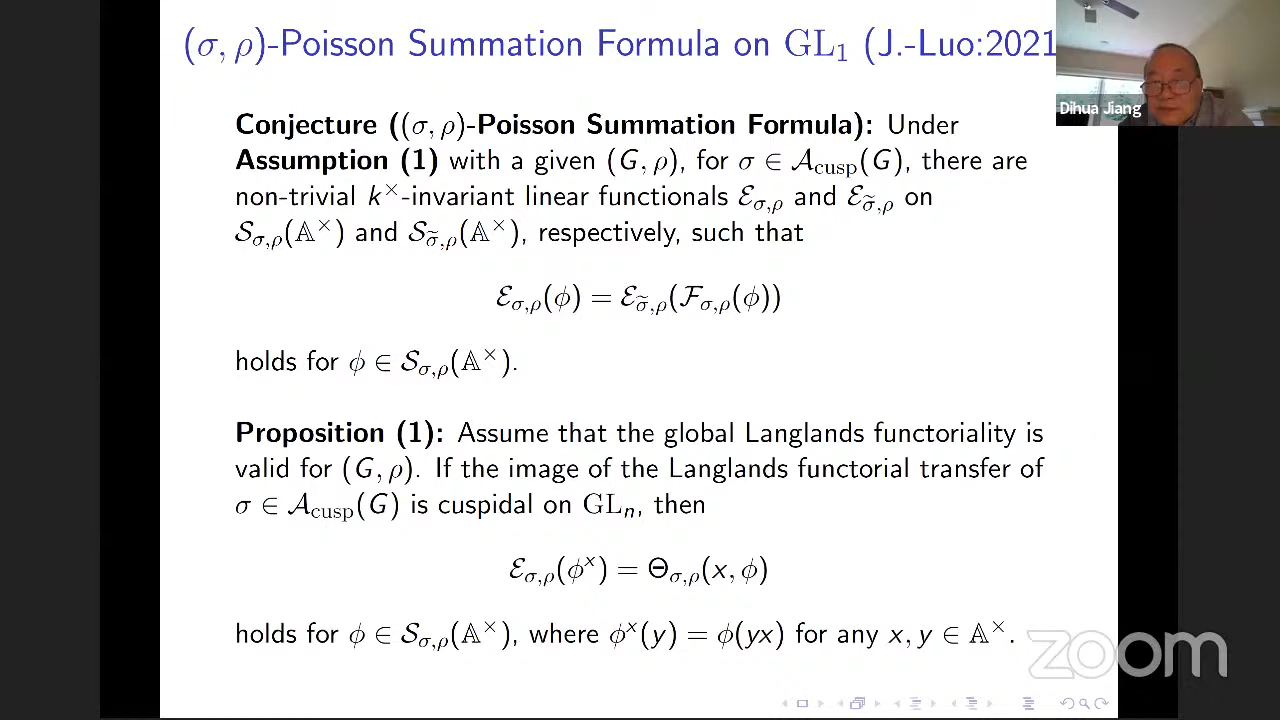 (σ, ρ)-Poisson Summation Formula on GL₁ (J.-Luo:2021
Dihua Jiang
Conjecture ((σ, ρ)-Poisson Summation Formula): Under
Assumption (1) with a given (G, ρ), for σ ∈ 𝒜_cusp(G), there are
non-trivial k^×-invariant linear functionals ℰ_{σ,ρ} and ℰ_{σ̃,ρ} on
𝒮_{σ,ρ}(𝔸^×) and 𝒮_{σ̃,ρ}(𝔸^×), respectively, such that
ℰ_{σ,ρ}(ϕ) = ℰ_{σ̃,ρ}(ℱ_{σ,ρ}(ϕ))
holds for ϕ ∈ 𝒮_{σ,ρ}(𝔸^×).
Proposition (1): Assume that the global Langlands functoriality is
valid for (G, ρ). If the image of the Langlands functorial transfer of
σ ∈ 𝒜_cusp(G) is cuspidal on GL_n, then
ℰ_{σ,ρ}(ϕ^x) = Θ_{σ,ρ}(x, ϕ)
holds for ϕ ∈ 𝒮_{σ,ρ}(𝔸^×), where ϕ^x(y) = ϕ(yx) for any x, y ∈ 𝔸^×.
zoom